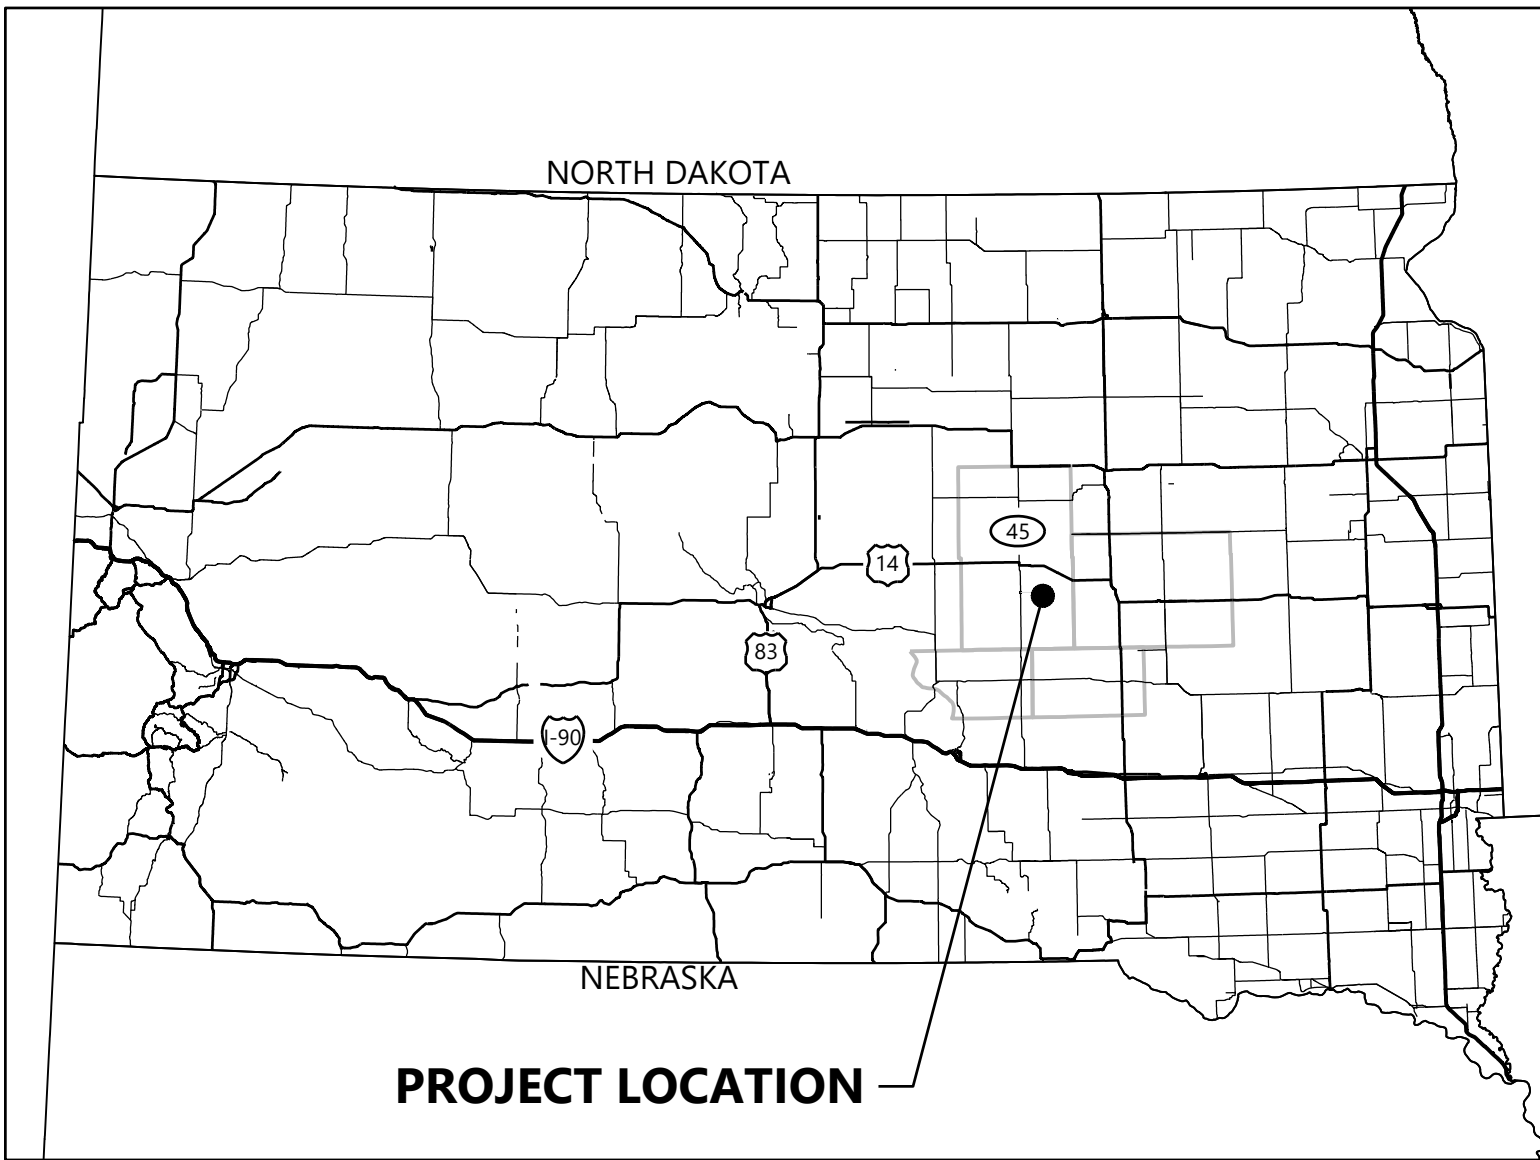 NORTH DAKOTA
45
14
83
I-90
NEBRASKA
PROJECT LOCATION